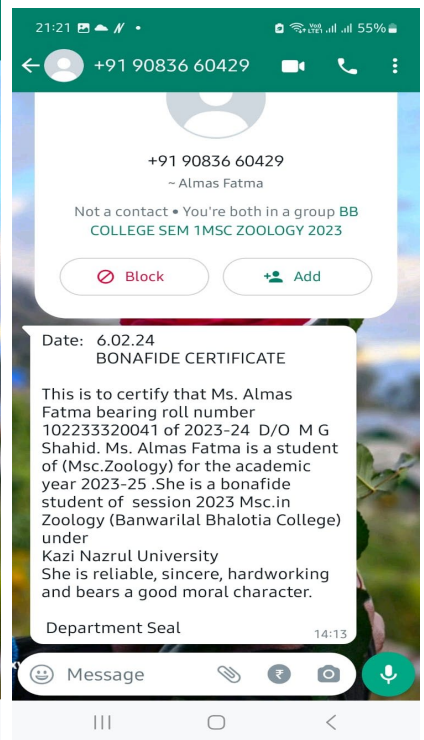 21:21
Vo9
LTE1
55%
+91 90836 60429
+91 90836 60429
~ Almas Fatma
Not a contact • You're both in a group BB
COLLEGE SEM 1MSC ZOOLOGY 2023
Block
Add
Date: 6.02.24
BONAFIDE CERTIFICATE
This is to certify that Ms. Almas
Fatma bearing roll number
102233320041 of 2023-24 D/O M G
Shahid. Ms. Almas Fatma is a student
of (Msc.Zoology) for the academic
year 2023-25 .She is a bonafide
student of session 2023 Msc.in
Zoology (Banwarilal Bhalotia College)
under
Kazi Nazrul University
She is reliable, sincere, hardworking
and bears a good moral character.
Department Seal
14:13
Message